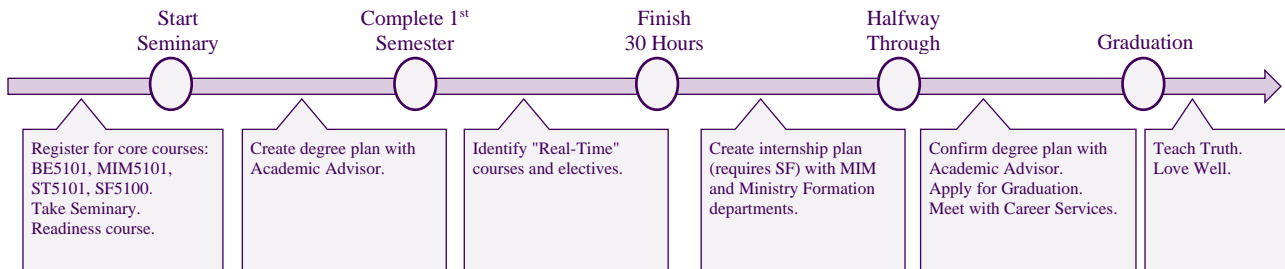 Start
Seminary
Complete 1st
Semester
Finish
30 Hours
Halfway
Through
Graduation
Register for core courses:
BE5101, MIM5101,
ST5101, SF5100.
Take Seminary.
Readiness course.
Create degree plan with
Academic Advisor.
Identify "Real-Time"
courses and electives.
Create internship plan
(requires SF) with MIM
and Ministry Formation
departments.
Confirm degree plan with
Academic Advisor.
Apply for Graduation.
Meet with Career Services.
Teach Truth.
Love Well.